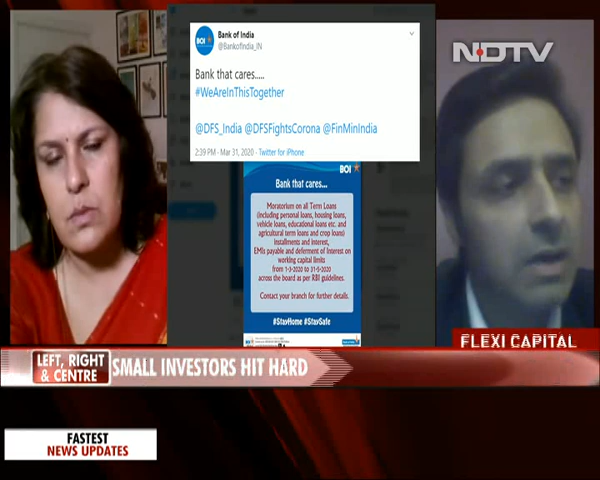 Bank of India
@BankofIndia_IN
Bank that cares.....
#WeAreInThisTogether
@DFS_India @DFSFightsCorona @FinMinIndia
2:39 PM - Mar 31, 2020 - Twitter for iPhone
NDTV
BOI
Bank that cares...
Moratorium on all Term Loans
(including personal loans, housing loans,
vehicle loans, educational loans etc. and
agricultural term loans and crop loans)
Installments and interest,
EMIs payable and deferment of Interest on
working capital limits
from 1-3-2020 to 31-5-2020
across the board as per RBI guidelines.
Contact your branch for further details.
#StayHome #StaySafe
FLEXI CAPITAL
LEFT, RIGHT
& CENTRE
SMALL INVESTORS HIT HARD
FASTEST
NEWS UPDATES